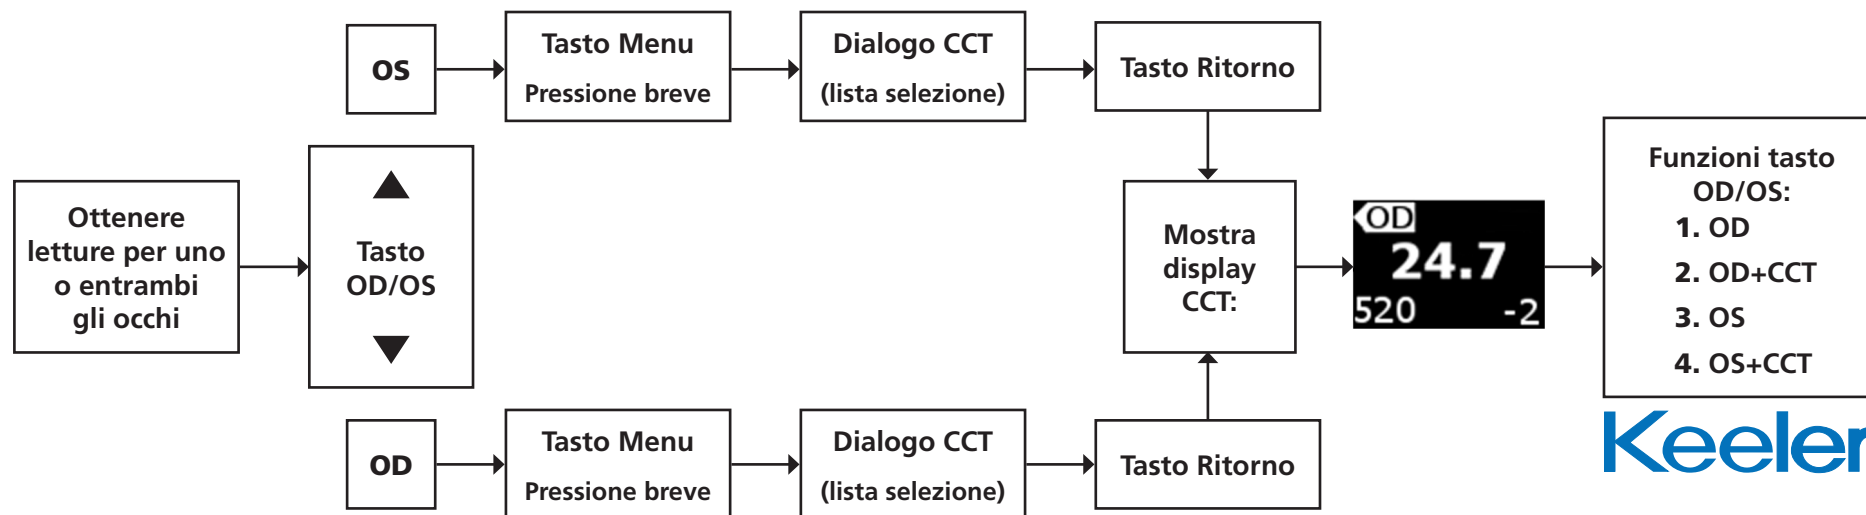 Ottenere
letture per uno
o entrambi
gli occhi
Tasto
OD/OS
OS
Tasto Menu
Pressione breve
Dialogo CCT
(lista selezione)
Tasto Ritorno
OD
Tasto Menu
Pressione breve
Dialogo CCT
(lista selezione)
Tasto Ritorno
Mostra
display
CCT:
OD
24.7
520 -2
Funzioni tasto
OD/OS:
1. OD
2. OD+CCT
3. OS
4. OS+CCT
Keeler